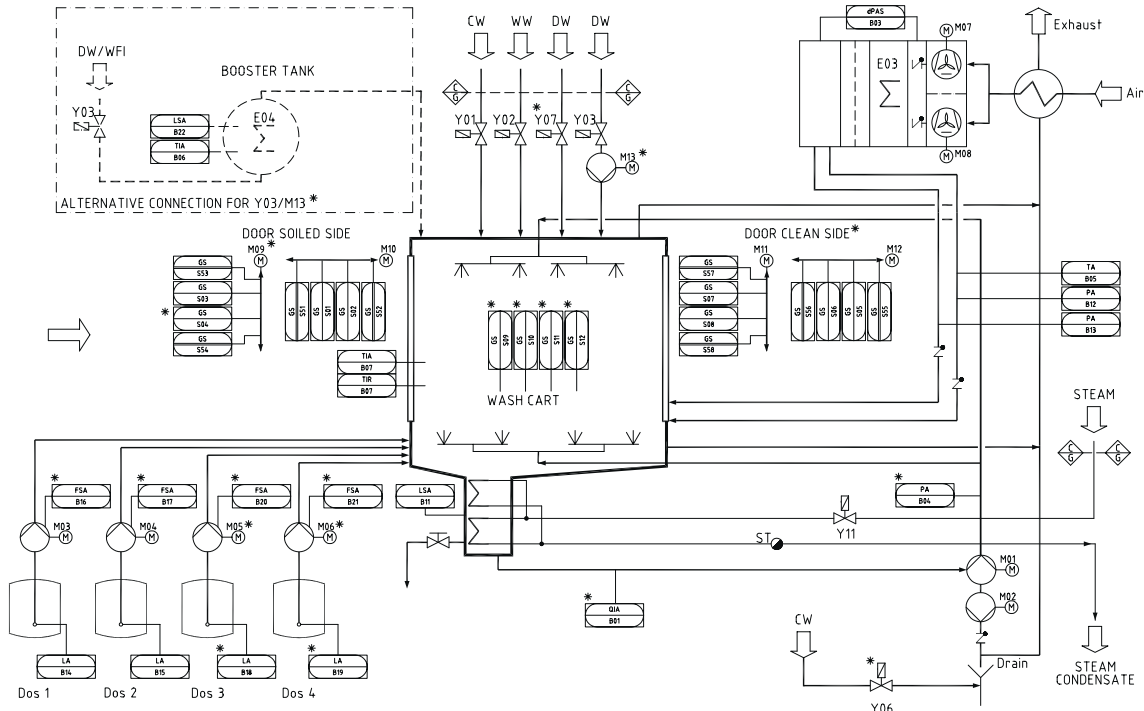 CW WW DW DW
dPAS
B03
M M07
Exhaust
DW/WFI
BOOSTER TANK
E03
Air
C
G
C
G
Y03
E04
LSA
B22
TIA
B06
Y01
Y02
* Y07
Y03
M M08
M13 *
M
ALTERNATIVE CONNECTION FOR Y03/M13 *
DOOR SOILED SIDE
DOOR CLEAN SIDE *
M09 *
M
M10
M
M11
M
M12
M
GS
S53
GS
S03
* GS
S04
GS
S54
GS S51
GS S01
GS S02
GS S52
GS
S57
GS
S07
GS
S08
GS
S58
GS S56
GS S06
GS S05
GS S55
TA
B05
PA
B12
PA
B13
* * * *
GS S09
GS S10
GS S11
GS S12
TIA
B07
TIR
B07
WASH CART
STEAM
C
G
C
G
* FSA
B16
* FSA
B17
* FSA
B20
* FSA
B21
LSA
B11
* PA
B04
M03
M
M04
M
M05 *
M
M06 *
M
Y11
ST
M01
M
M02
M
* QIA
B01
CW
LA
B14
LA
B15
* LA
B18
* LA
B19
*
Y06
Drain
STEAM
CONDENSATE
Dos 1
Dos 2
Dos 3
Dos 4